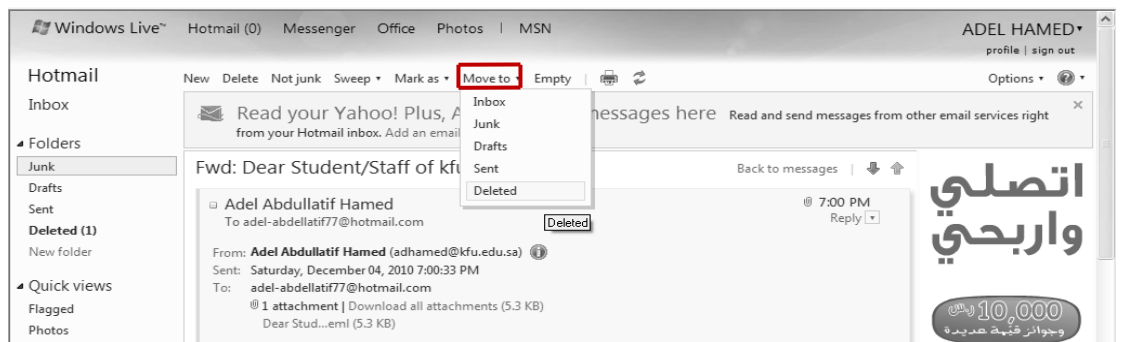 Windows Live™ Hotmail (0) Messenger Office Photos | MSN ADEL HAMED
profile | sign out
Hotmail
New Delete Not junk Sweep Mark as Move to Empty Options
Inbox
Folders
Junk
Drafts
Sent
Deleted (1)
New folder
Quick views
Flagged
Photos
Inbox
Junk
Drafts
Sent
Deleted
Deleted
Read your Yahoo! Plus, A essages here Read and send messages from other email services right
from your Hotmail inbox. Add an email
Fwd: Dear Student/Staff of kfu Back to messages |
Adel Abdullatif Hamed 7:00 PM
To adel-abdellatif77@hotmail.com Reply
From: Adel Abdullatif Hamed (adhamed@kfu.edu.sa)
Sent: Saturday, December 04, 2010 7:00:33 PM
To: adel-abdellatif77@hotmail.com
1 attachment | Download all attachments (5.3 KB)
Dear Stud...eml (5.3 KB)
اتصلي
واربحي
10,000 ريال
وجوائز قيّمة عديدة